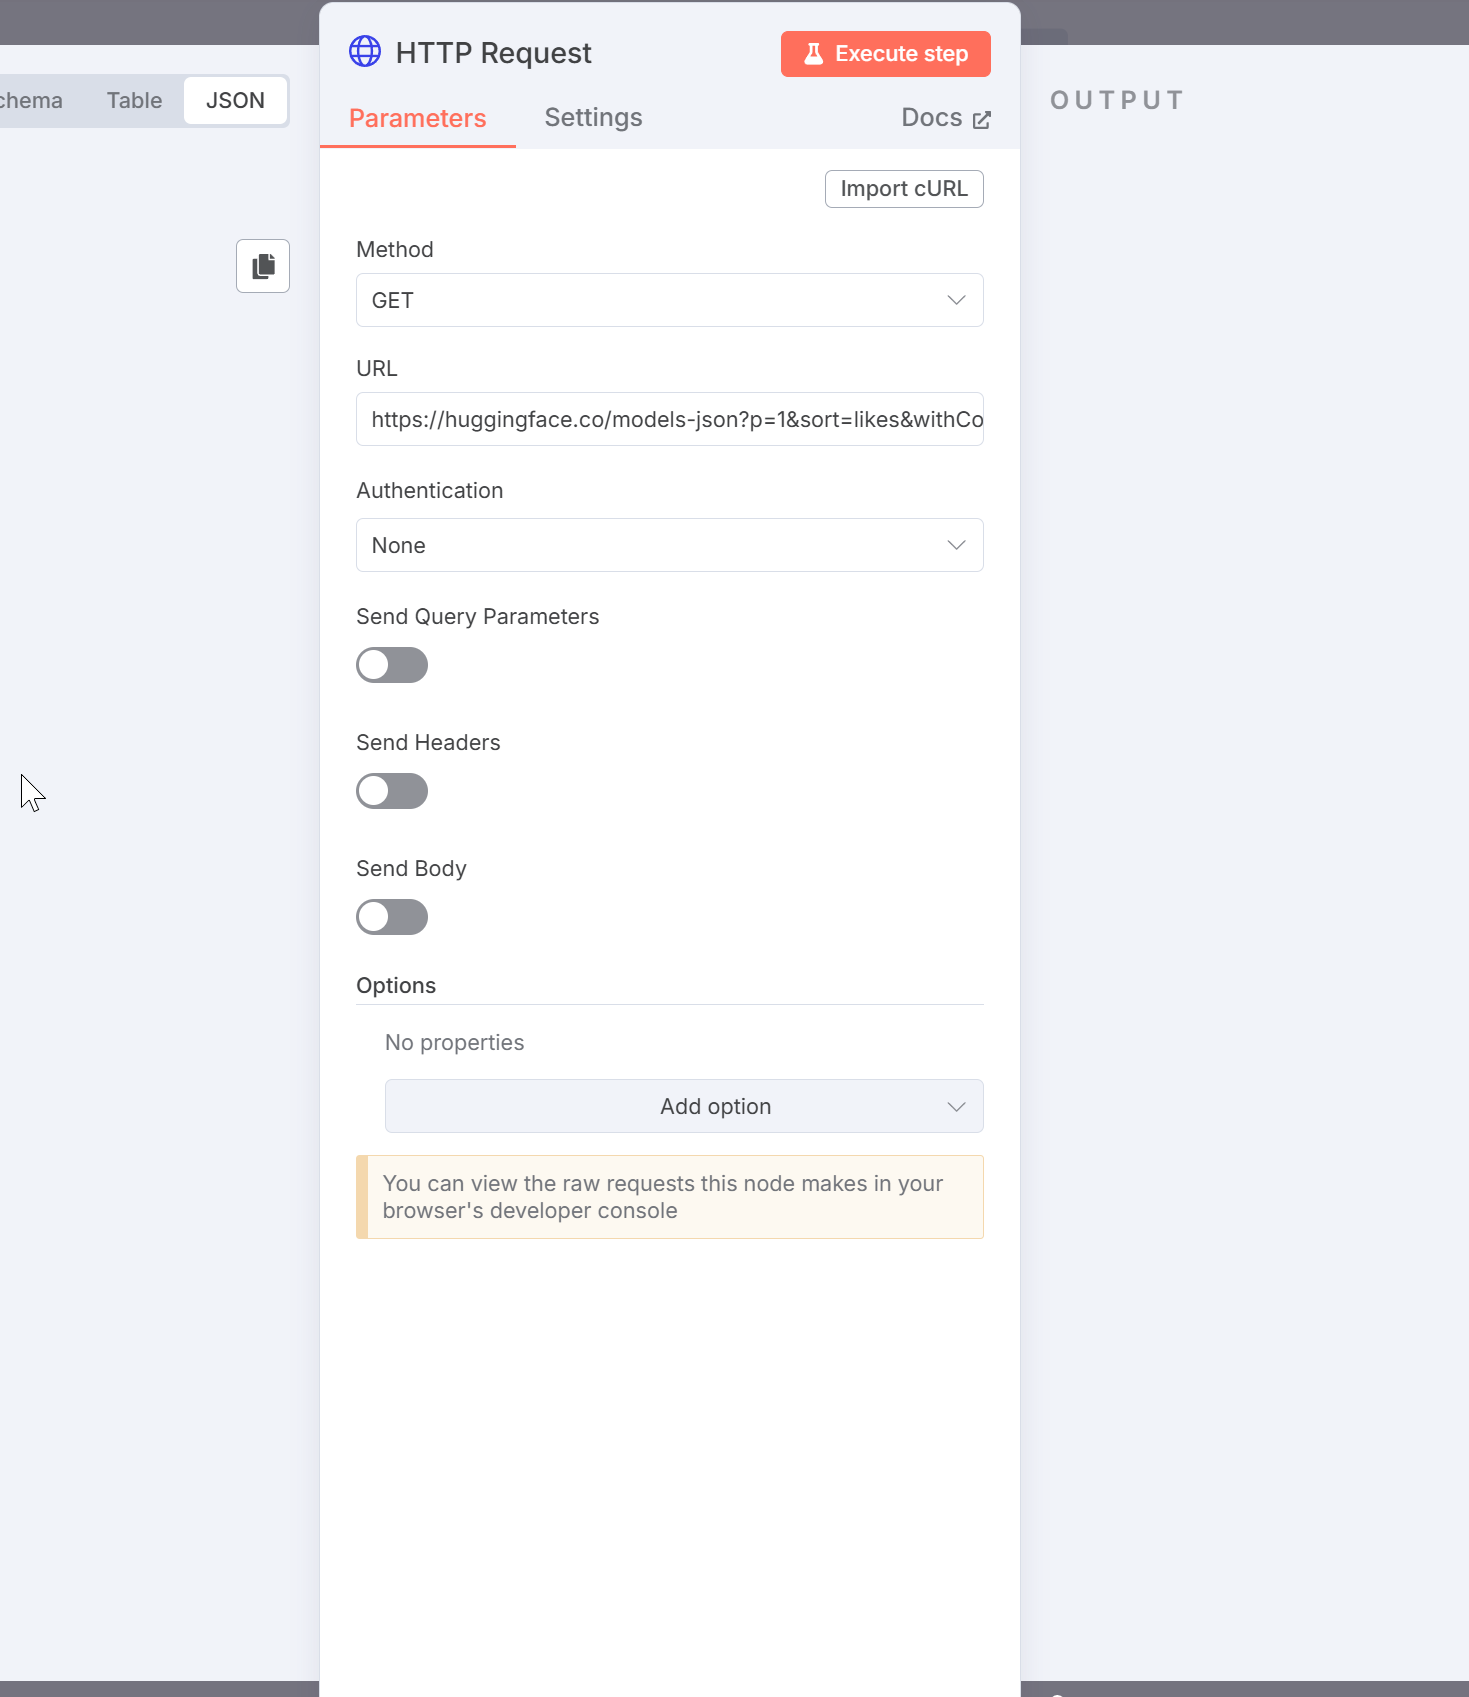 HTTP Request
Execute step
chema
Table
JSON
Parameters
Settings
Docs
OUTPUT
Import cURL
Method
GET
URL
https://huggingface.co/models-json?p=1&sort=likes&withCo
Authentication
None
Send Query Parameters
Send Headers
Send Body
Options
No properties
Add option
You can view the raw requests this node makes in your
browser's developer console